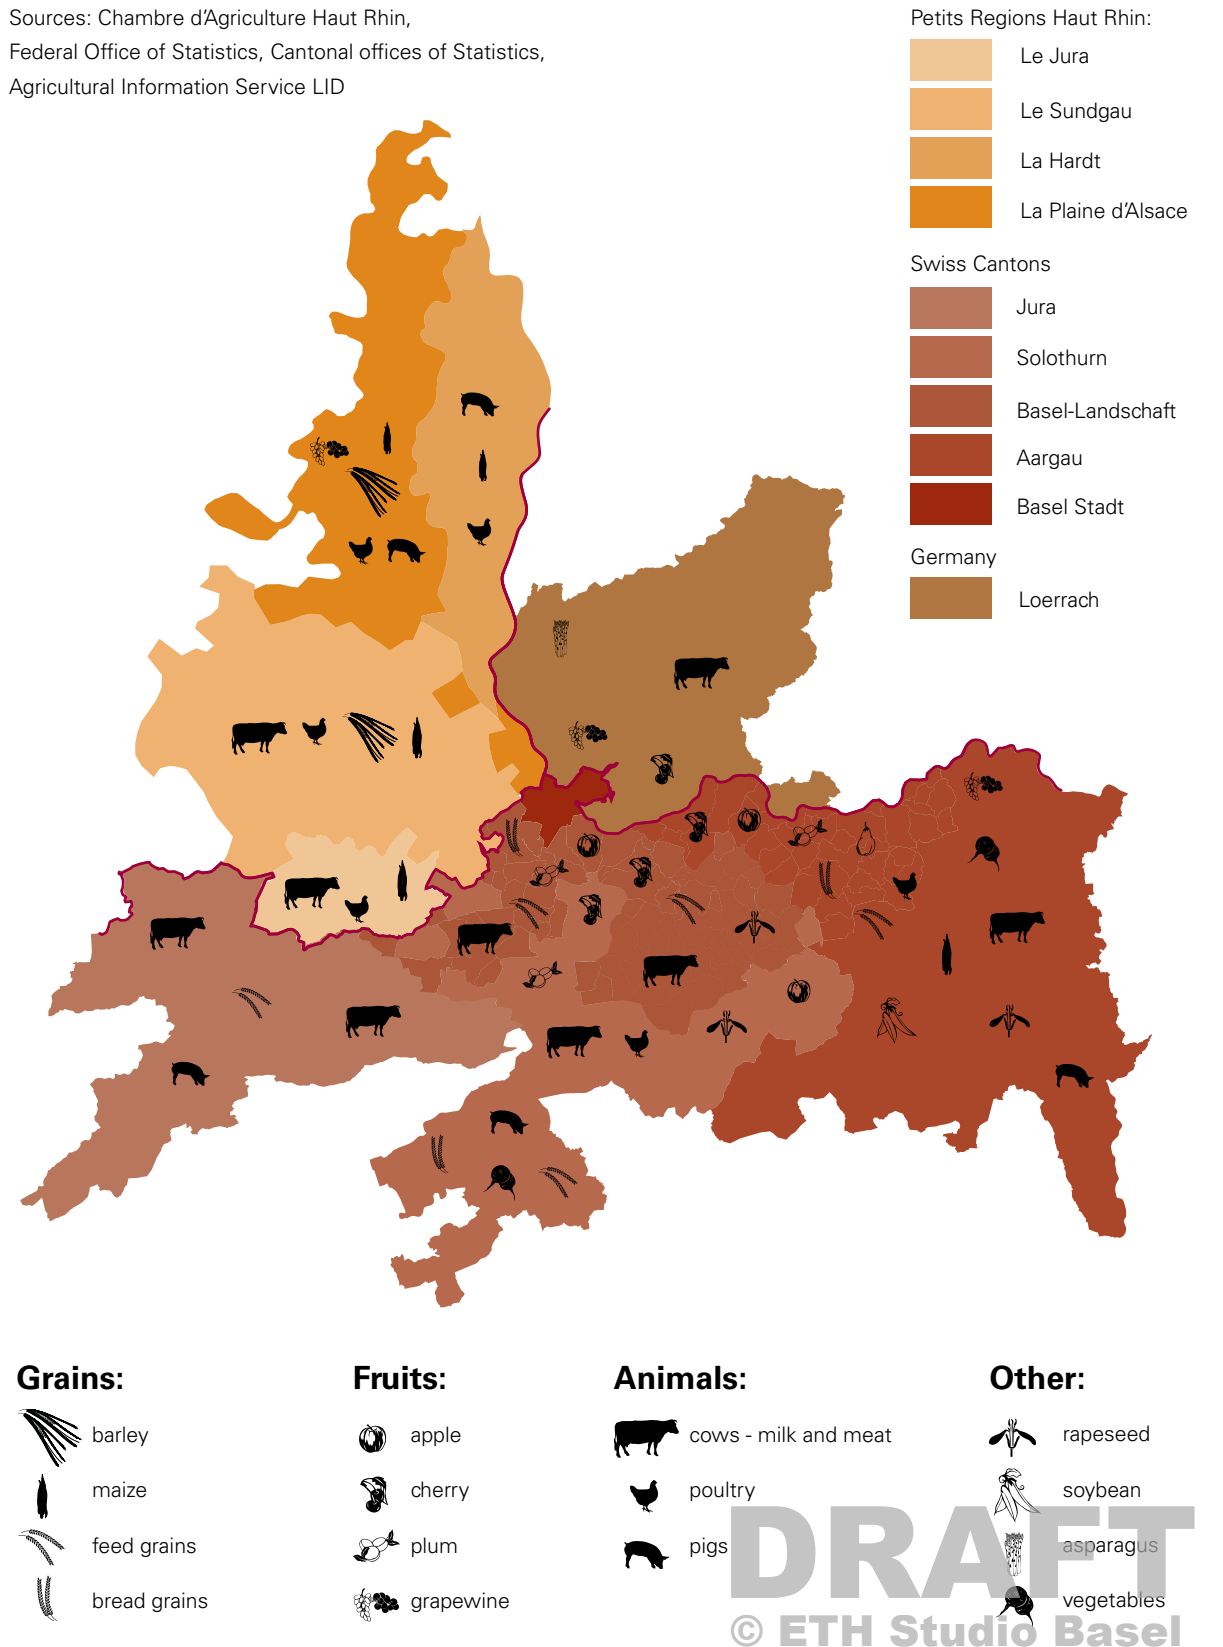 Sources: Chambre d'Agriculture Haut Rhin,
Federal Office of Statistics, Cantonal offices of Statistics,
Agricultural Information Service LID
Petits Regions Haut Rhin:
Le Jura
Le Sundgau
La Hardt
La Plaine d'Alsace
Swiss Cantons
Jura
Solothurn
Basel-Landschaft
Aargau
Basel Stadt
Germany
Loerrach
Grains:
barley
maize
feed grains
bread grains
Fruits:
apple
cherry
plum
grapewine
Animals:
cows - milk and meat
poultry
pigs
Other:
rapeseed
soybean
asparagus
vegetables
DRAFT
© ETH Studio Basel